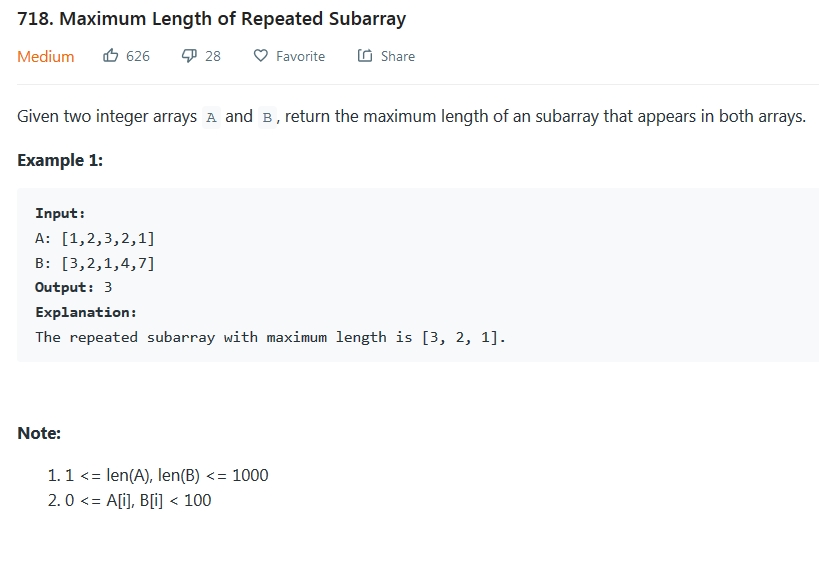 718. Maximum Length of Repeated Subarray
Medium 626 28 Favorite Share
Given two integer arrays A and B, return the maximum length of an subarray that appears in both arrays.
Example 1:
Input:
A: [1,2,3,2,1]
B: [3,2,1,4,7]
Output: 3
Explanation:
The repeated subarray with maximum length is [3, 2, 1].
Note:
1. 1 <= len(A), len(B) <= 1000
2. 0 <= A[i], B[i] < 100